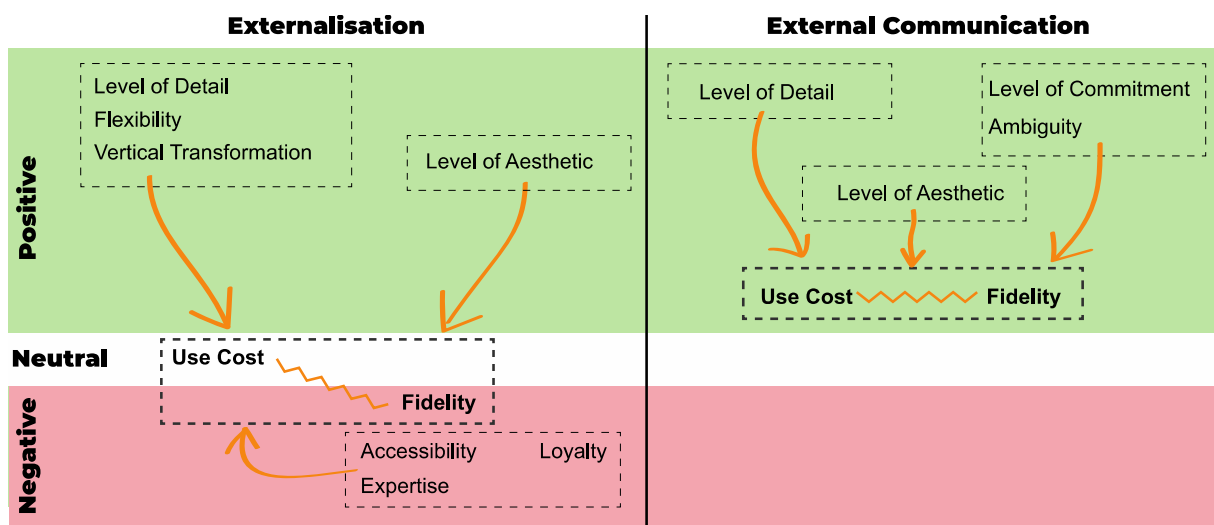 Externalisation
External Communication
Positive
Level of Detail
Flexibility
Vertical Transformation
Level of Aesthetic
Level of Detail
Level of Commitment
Ambiguity
Level of Aesthetic
Use Cost
Fidelity
Neutral
Use Cost
Fidelity
Negative
Accessibility
Loyalty
Expertise